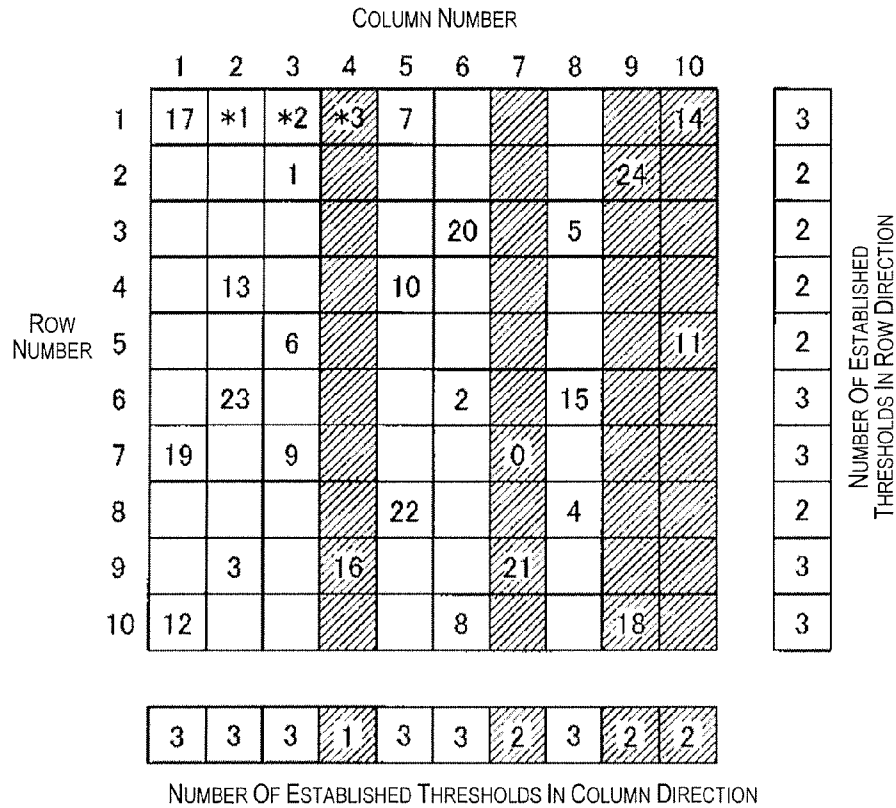 COLUMN NUMBER
1 2 3 4 5 6 7 8 9 10
1 17 *1 *2 *3 7 14 3
2 1 24 2
3 20 5 2
4 13 10 2
ROW NUMBER
5 6 11 2
6 23 2 15 3
7 19 9 0 3
8 22 4 2
9 3 16 21 3
10 12 8 18 3
NUMBER OF ESTABLISHED
THRESHOLDS IN ROW DIRECTION
3 3 3 1 3 3 2 3 2 2
NUMBER OF ESTABLISHED THRESHOLDS IN COLUMN DIRECTION